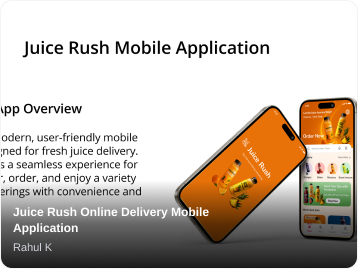 Juice Rush Mobile Application
App Overview
odern, user-friendly mobile
gned for fresh juice delivery.
s a seamless experience for
r, order, and enjoy a variety
erings with convenience and
Juice Rush
Order Now
Juice Rush Online Delivery Mobile
Application
Rahul K